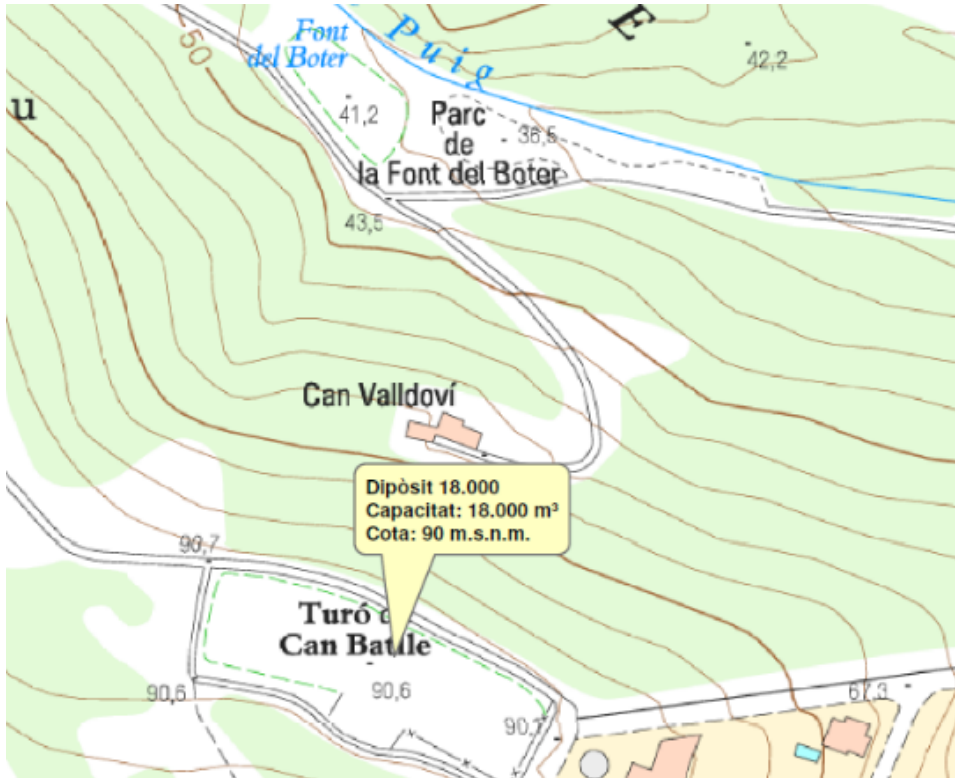 Font
del Boter
50
Puig
E
42,2
u
41,2
Parc
de
la Font del Boter
36,5
43,5
Can Valldoví
Dipòsit 18.000
Capacitat: 18.000 m³
Cota: 90 m.s.n.m.
90,7
Turó
Can Batlle
90,6
90,6
67,3